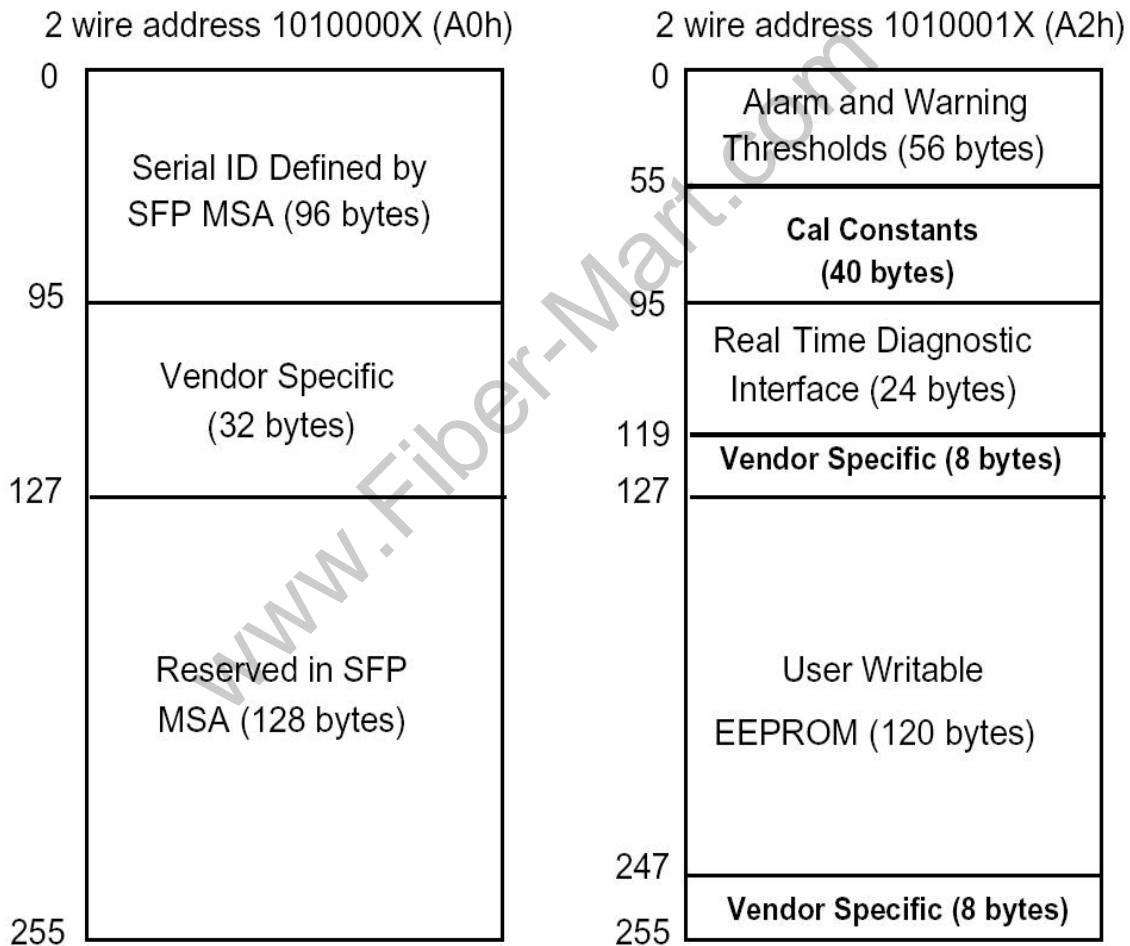 2 wire address 1010000X (A0h)
0
Serial ID Defined by
SFP MSA (96 bytes)
95
Vendor Specific
(32 bytes)
127
Reserved in SFP
MSA (128 bytes)
255
2 wire address 1010001X (A2h)
0
Alarm and Warning
Thresholds (56 bytes)
55
Cal Constants
(40 bytes)
95
Real Time Diagnostic
Interface (24 bytes)
119
Vendor Specific (8 bytes)
127
User Writable
EEPROM (120 bytes)
247
Vendor Specific (8 bytes)
255
www.Fiber-Mart.com